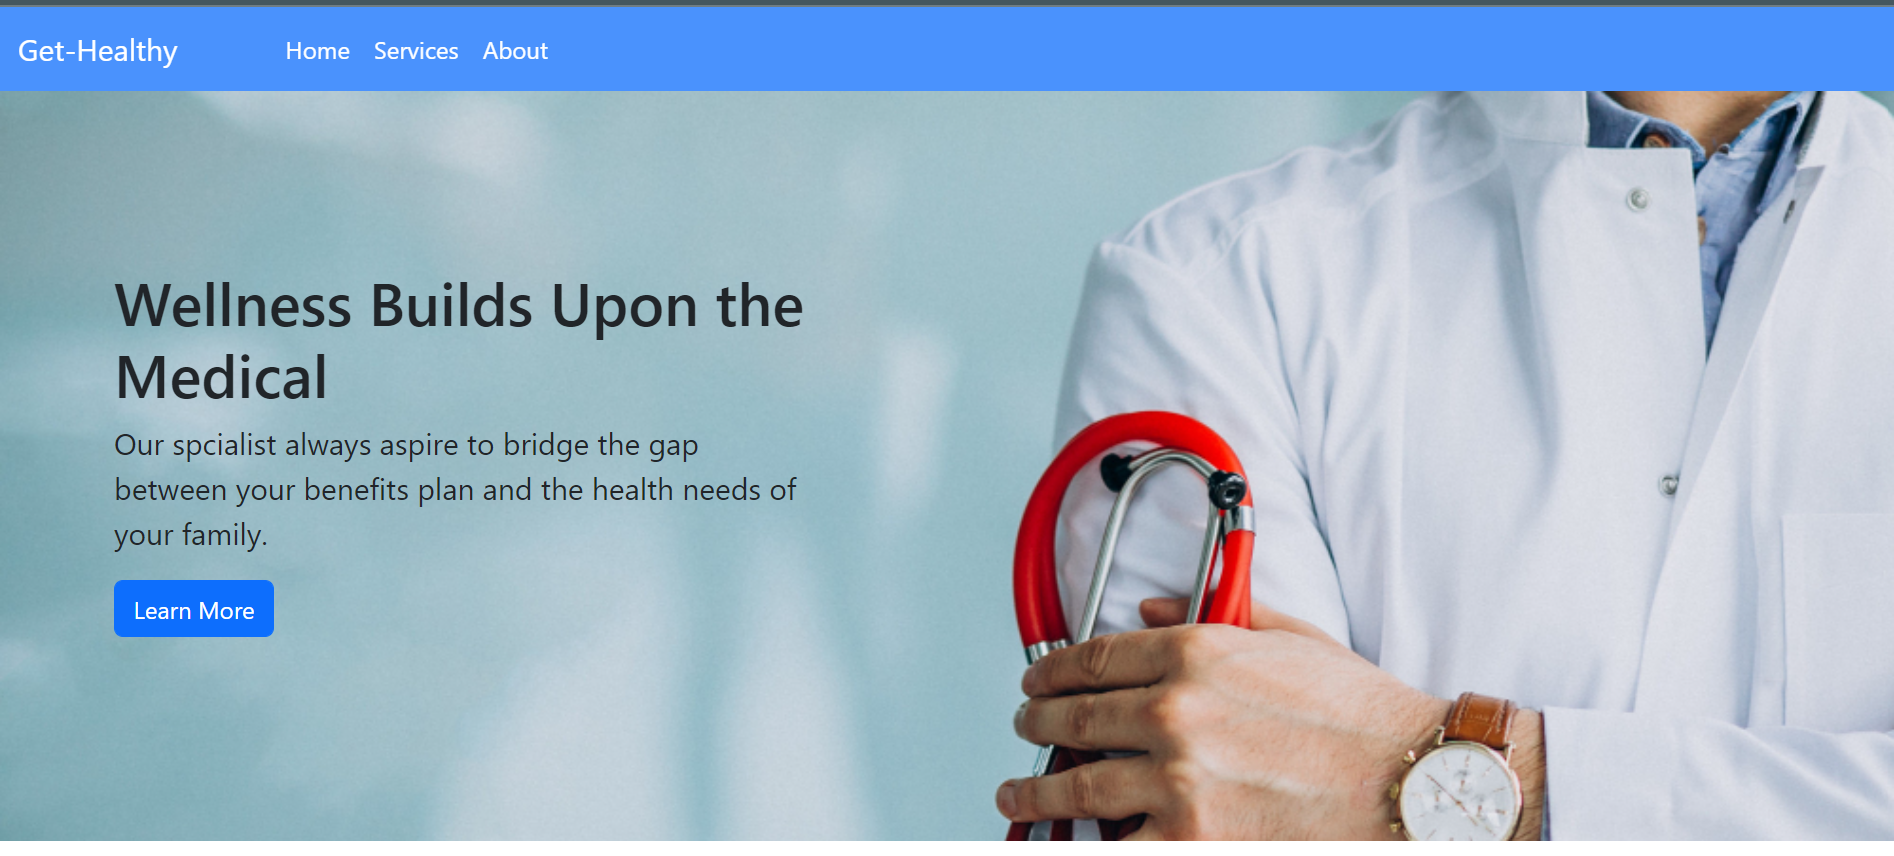 Get-Healthy Home Services About
Wellness Builds Upon the
Medical
Our spcialist always aspire to bridge the gap
between your benefits plan and the health needs of
your family.
Learn More